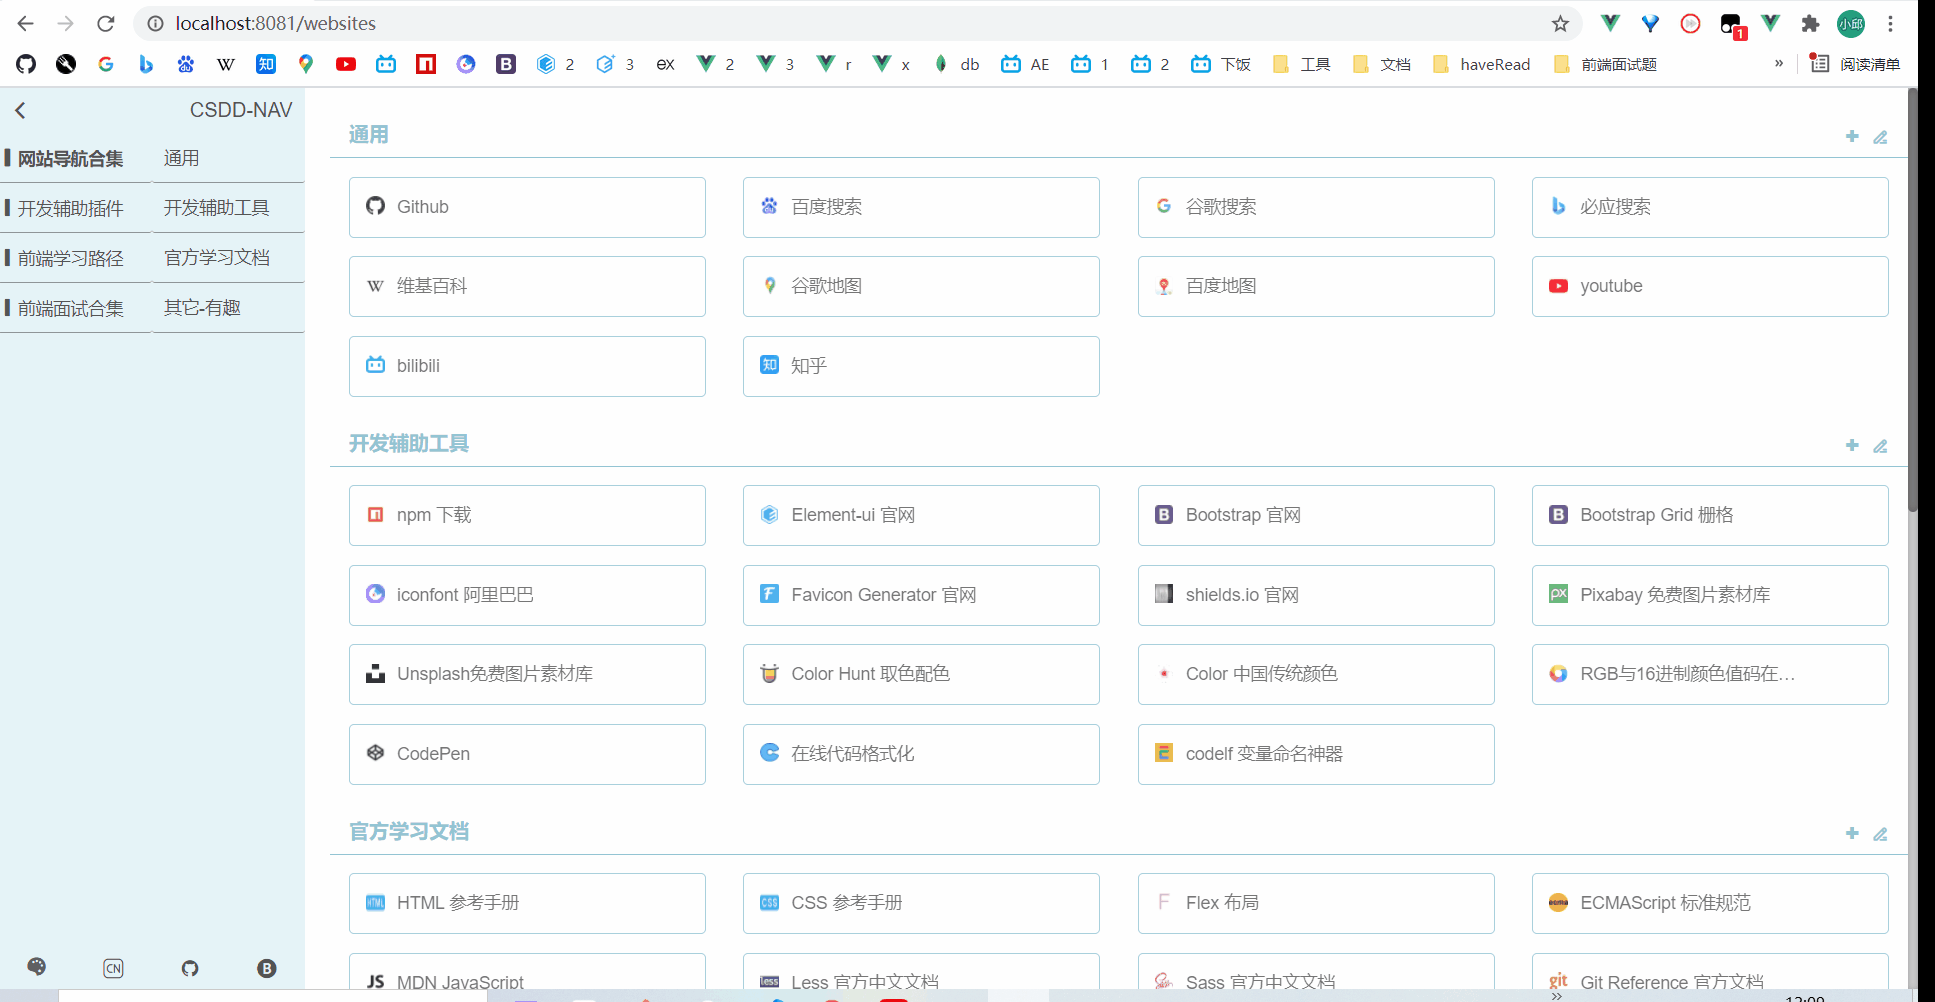 localhost:8081/websites
小邱
1
知
B
2
3
ex
2
3
r
x
db
AE
1
2
下饭
工具
文档
haveRead
前端面试题
»
阅读清单
CSDD-NAV
网站导航合集
通用
开发辅助插件
开发辅助工具
前端学习路径
官方学习文档
前端面试合集
其它-有趣
CN
B
通用
Github
百度搜索
谷歌搜索
必应搜索
维基百科
谷歌地图
百度地图
youtube
bilibili
知乎
开发辅助工具
npm 下载
Element-ui 官网
Bootstrap 官网
Bootstrap Grid 栅格
iconfont 阿里巴巴
Favicon Generator 官网
shields.io 官网
Pixabay 免费图片素材库
Unsplash免费图片素材库
Color Hunt 取色配色
Color 中国传统颜色
RGB与16进制颜色值码在…
CodePen
在线代码格式化
codelf 变量命名神器
官方学习文档
HTML 参考手册
CSS 参考手册
Flex 布局
ECMAScript 标准规范
MDN JavaScript
Less 官方中文文档
Sass 官方中文文档
Git Reference 官方文档